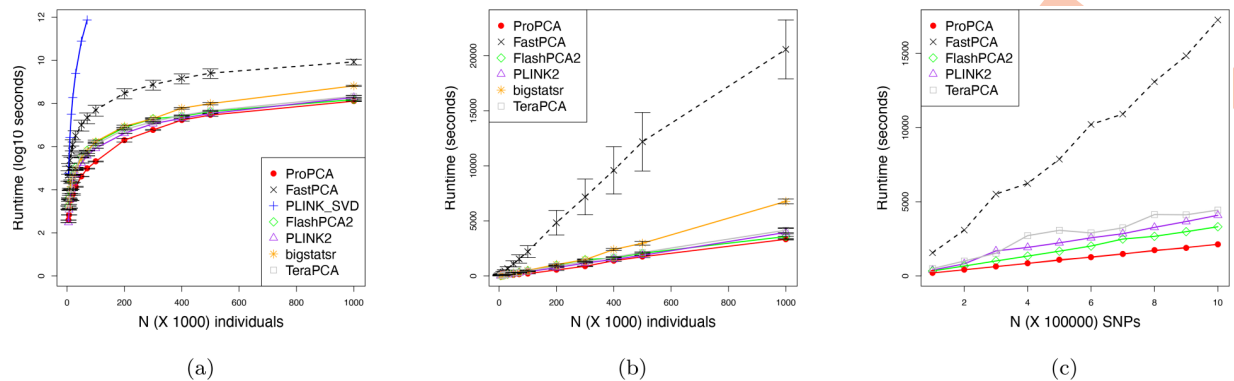 12
10
8
6
4
2
0
Runtime (log10 seconds)
ProPCA
FastPCA
PLINK_SVD
FlashPCA2
PLINK2
bigstatsr
TeraPCA
0 200 400 600 800 1000
N (X 1000) individuals
(a)
ProPCA
FastPCA
FlashPCA2
PLINK2
bigstatsr
TeraPCA
20000
15000
10000
5000
0
Runtime (seconds)
0 200 400 600 800 1000
N (X 1000) individuals
(b)
ProPCA
FastPCA
FlashPCA2
PLINK2
TeraPCA
15000
10000
5000
0
Runtime (seconds)
2 4 6 8 10
N (X 100000) SNPs
(c)